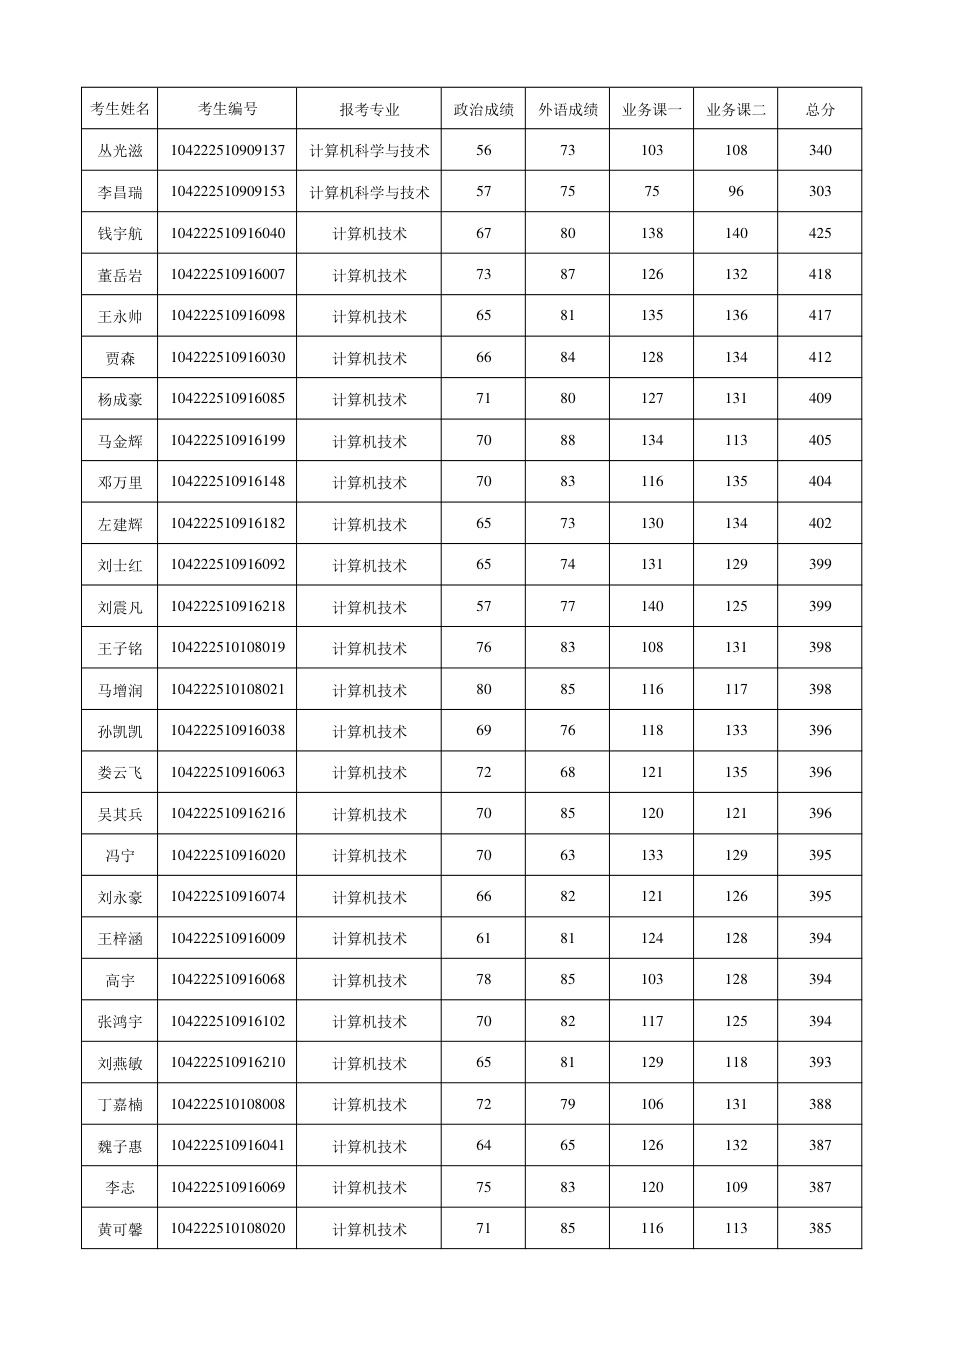 考生姓名 考生编号 报考专业 政治成绩 外语成绩 业务课一 业务课二 总分
丛光滋 104222510909137 计算机科学与技术 56 73 103 108 340
李昌瑞 104222510909153 计算机科学与技术 57 75 75 96 303
钱宇航 104222510916040 计算机技术 67 80 138 140 425
董岳岩 104222510916007 计算机技术 73 87 126 132 418
王永帅 104222510916098 计算机技术 65 81 135 136 417
贾森 104222510916030 计算机技术 66 84 128 134 412
杨成豪 104222510916085 计算机技术 71 80 127 131 409
马金辉 104222510916199 计算机技术 70 88 134 113 405
邓万里 104222510916148 计算机技术 70 83 116 135 404
左建辉 104222510916182 计算机技术 65 73 130 134 402
刘士红 104222510916092 计算机技术 65 74 131 129 399
刘震凡 104222510916218 计算机技术 57 77 140 125 399
王子铭 104222510108019 计算机技术 76 83 108 131 398
马增润 104222510108021 计算机技术 80 85 116 117 398
孙凯凯 104222510916038 计算机技术 69 76 118 133 396
娄云飞 104222510916063 计算机技术 72 68 121 135 396
吴其兵 104222510916216 计算机技术 70 85 120 121 396
冯宁 104222510916020 计算机技术 70 63 133 129 395
刘永豪 104222510916074 计算机技术 66 82 121 126 395
王梓涵 104222510916009 计算机技术 61 81 124 128 394
高宇 104222510916068 计算机技术 78 85 103 128 394
张鸿宇 104222510916102 计算机技术 70 82 117 125 394
刘燕敏 104222510916210 计算机技术 65 81 129 118 393
丁嘉楠 104222510108008 计算机技术 72 79 106 131 388
魏子惠 104222510916041 计算机技术 64 65 126 132 387
李志 104222510916069 计算机技术 75 83 120 109 387
黄可馨 104222510108020 计算机技术 71 85 116 113 385